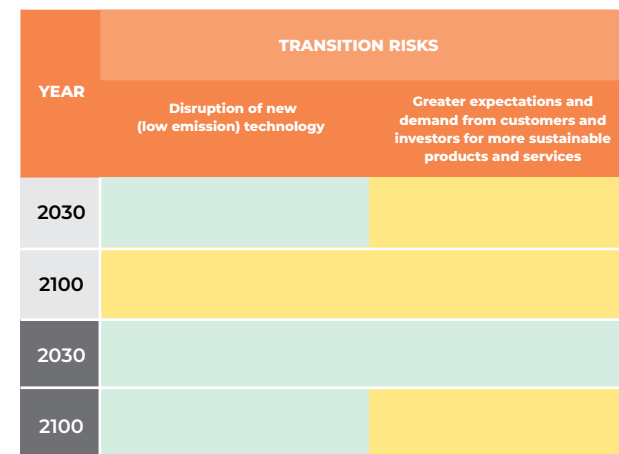 TRANSITION RISKS
YEAR
Disruption of new
(low emission) technology
Greater expectations and
demand from customers and
investors for more sustainable
products and services
2030
2100
2030
2100